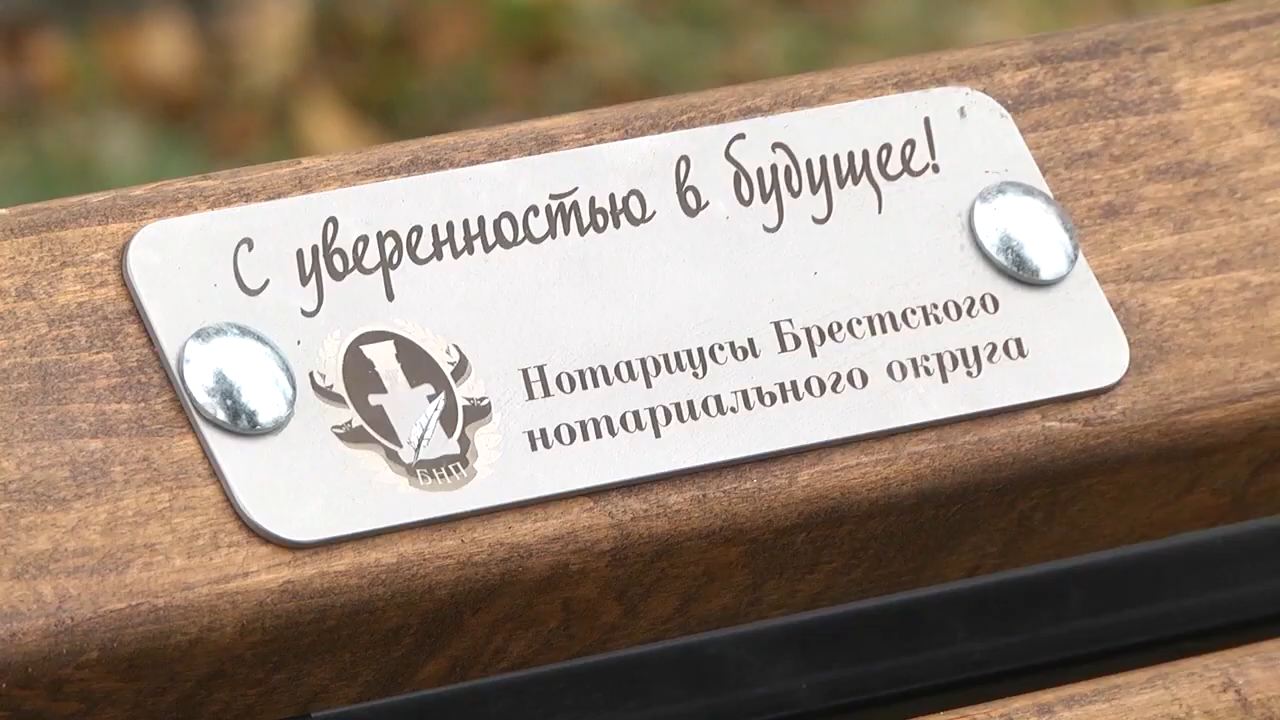 С уверенностью в будущее!
Нотариусы Брестского
нотариального округа
БНП